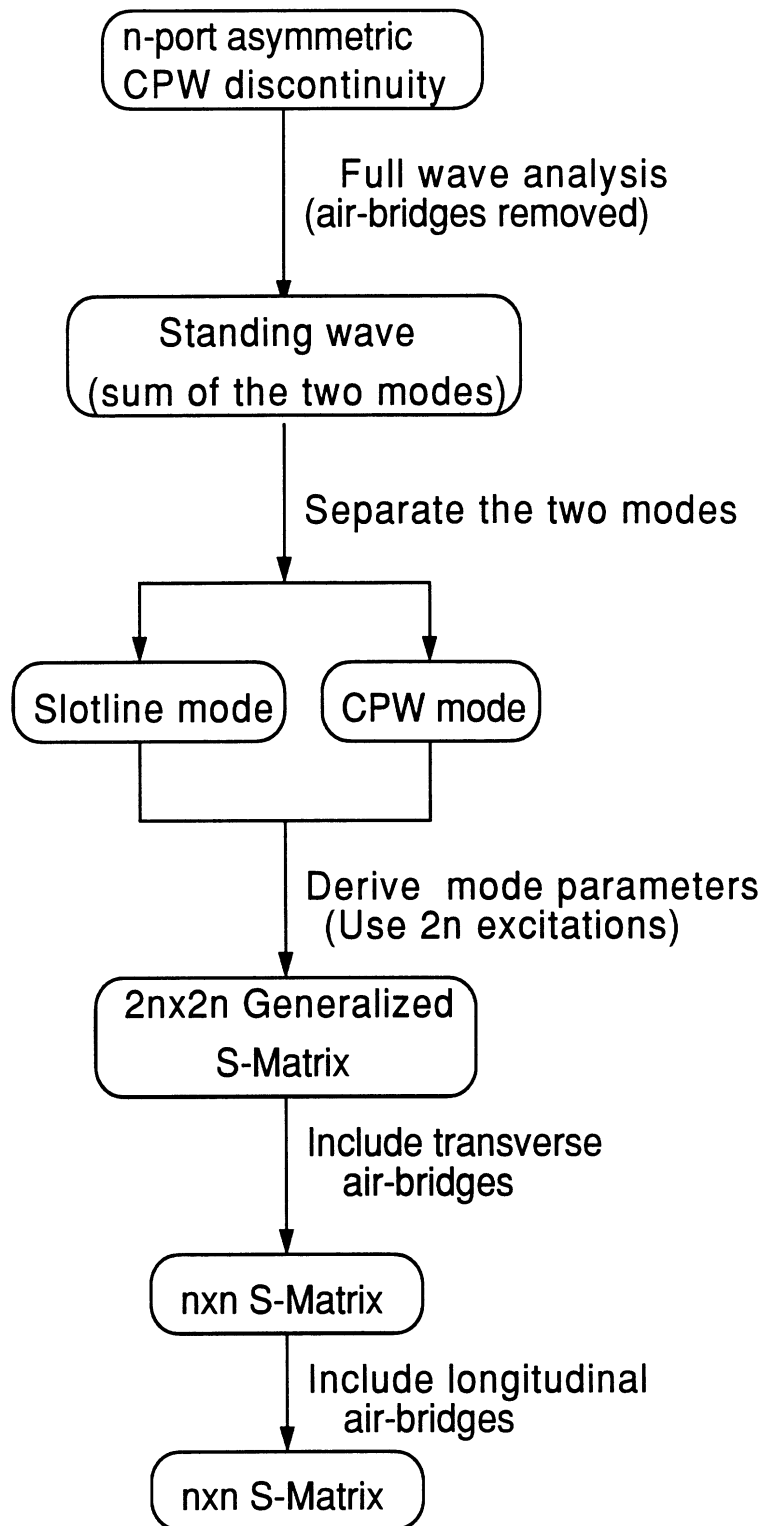 n-port asymmetric
CPW discontinuity
Full wave analysis
(air-bridges removed)
Standing wave
(sum of the two modes)
Separate the two modes
Slotline mode
CPW mode
Derive mode parameters
(Use 2n excitations)
2nx2n Generalized
S-Matrix
Include transverse
air-bridges
nxn S-Matrix
Include longitudinal
air-bridges
nxn S-Matrix